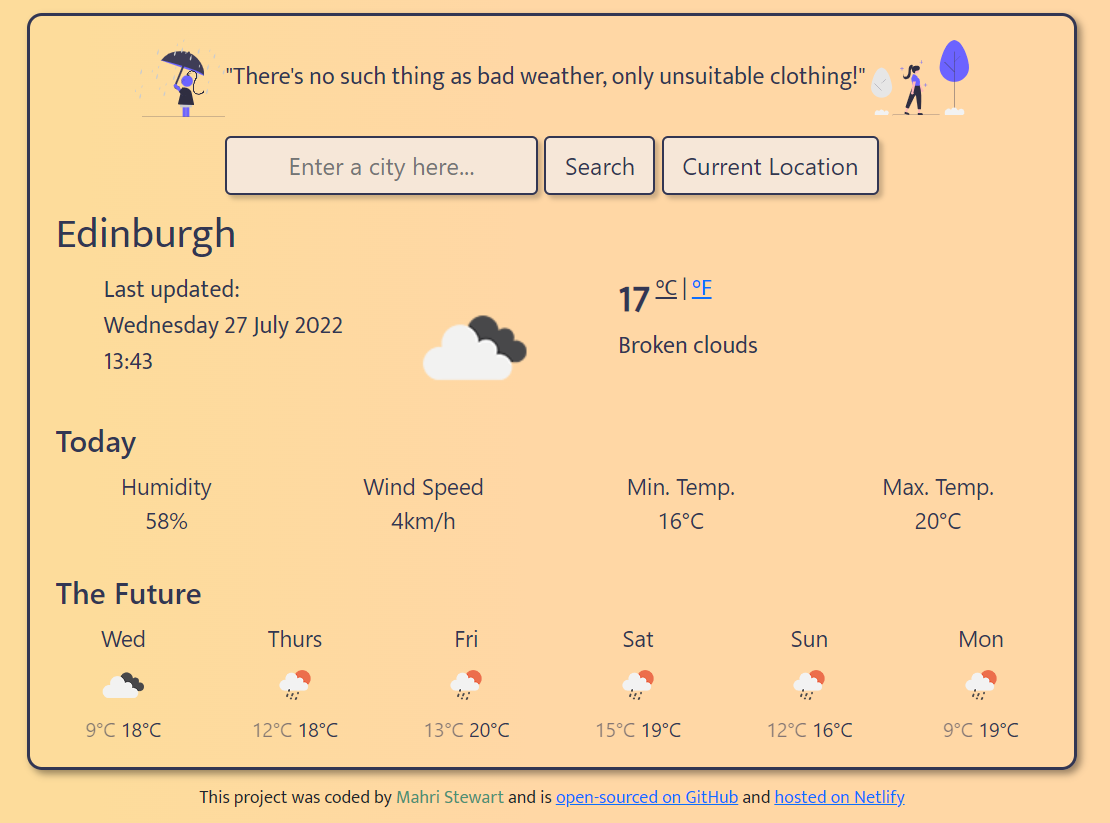 "There's no such thing as bad weather, only unsuitable clothing!"
Enter a city here... Search Current Location
Edinburgh
Last updated:
Wednesday 27 July 2022
13:43
17 °C | °F
Broken clouds
Today
Humidity Wind Speed Min. Temp. Max. Temp.
58% 4km/h 16°C 20°C
The Future
Wed Thurs Fri Sat Sun Mon
9°C 18°C 12°C 18°C 13°C 20°C 15°C 19°C 12°C 16°C 9°C 19°C
This project was coded by Mahri Stewart and is open-sourced on GitHub and hosted on Netlify